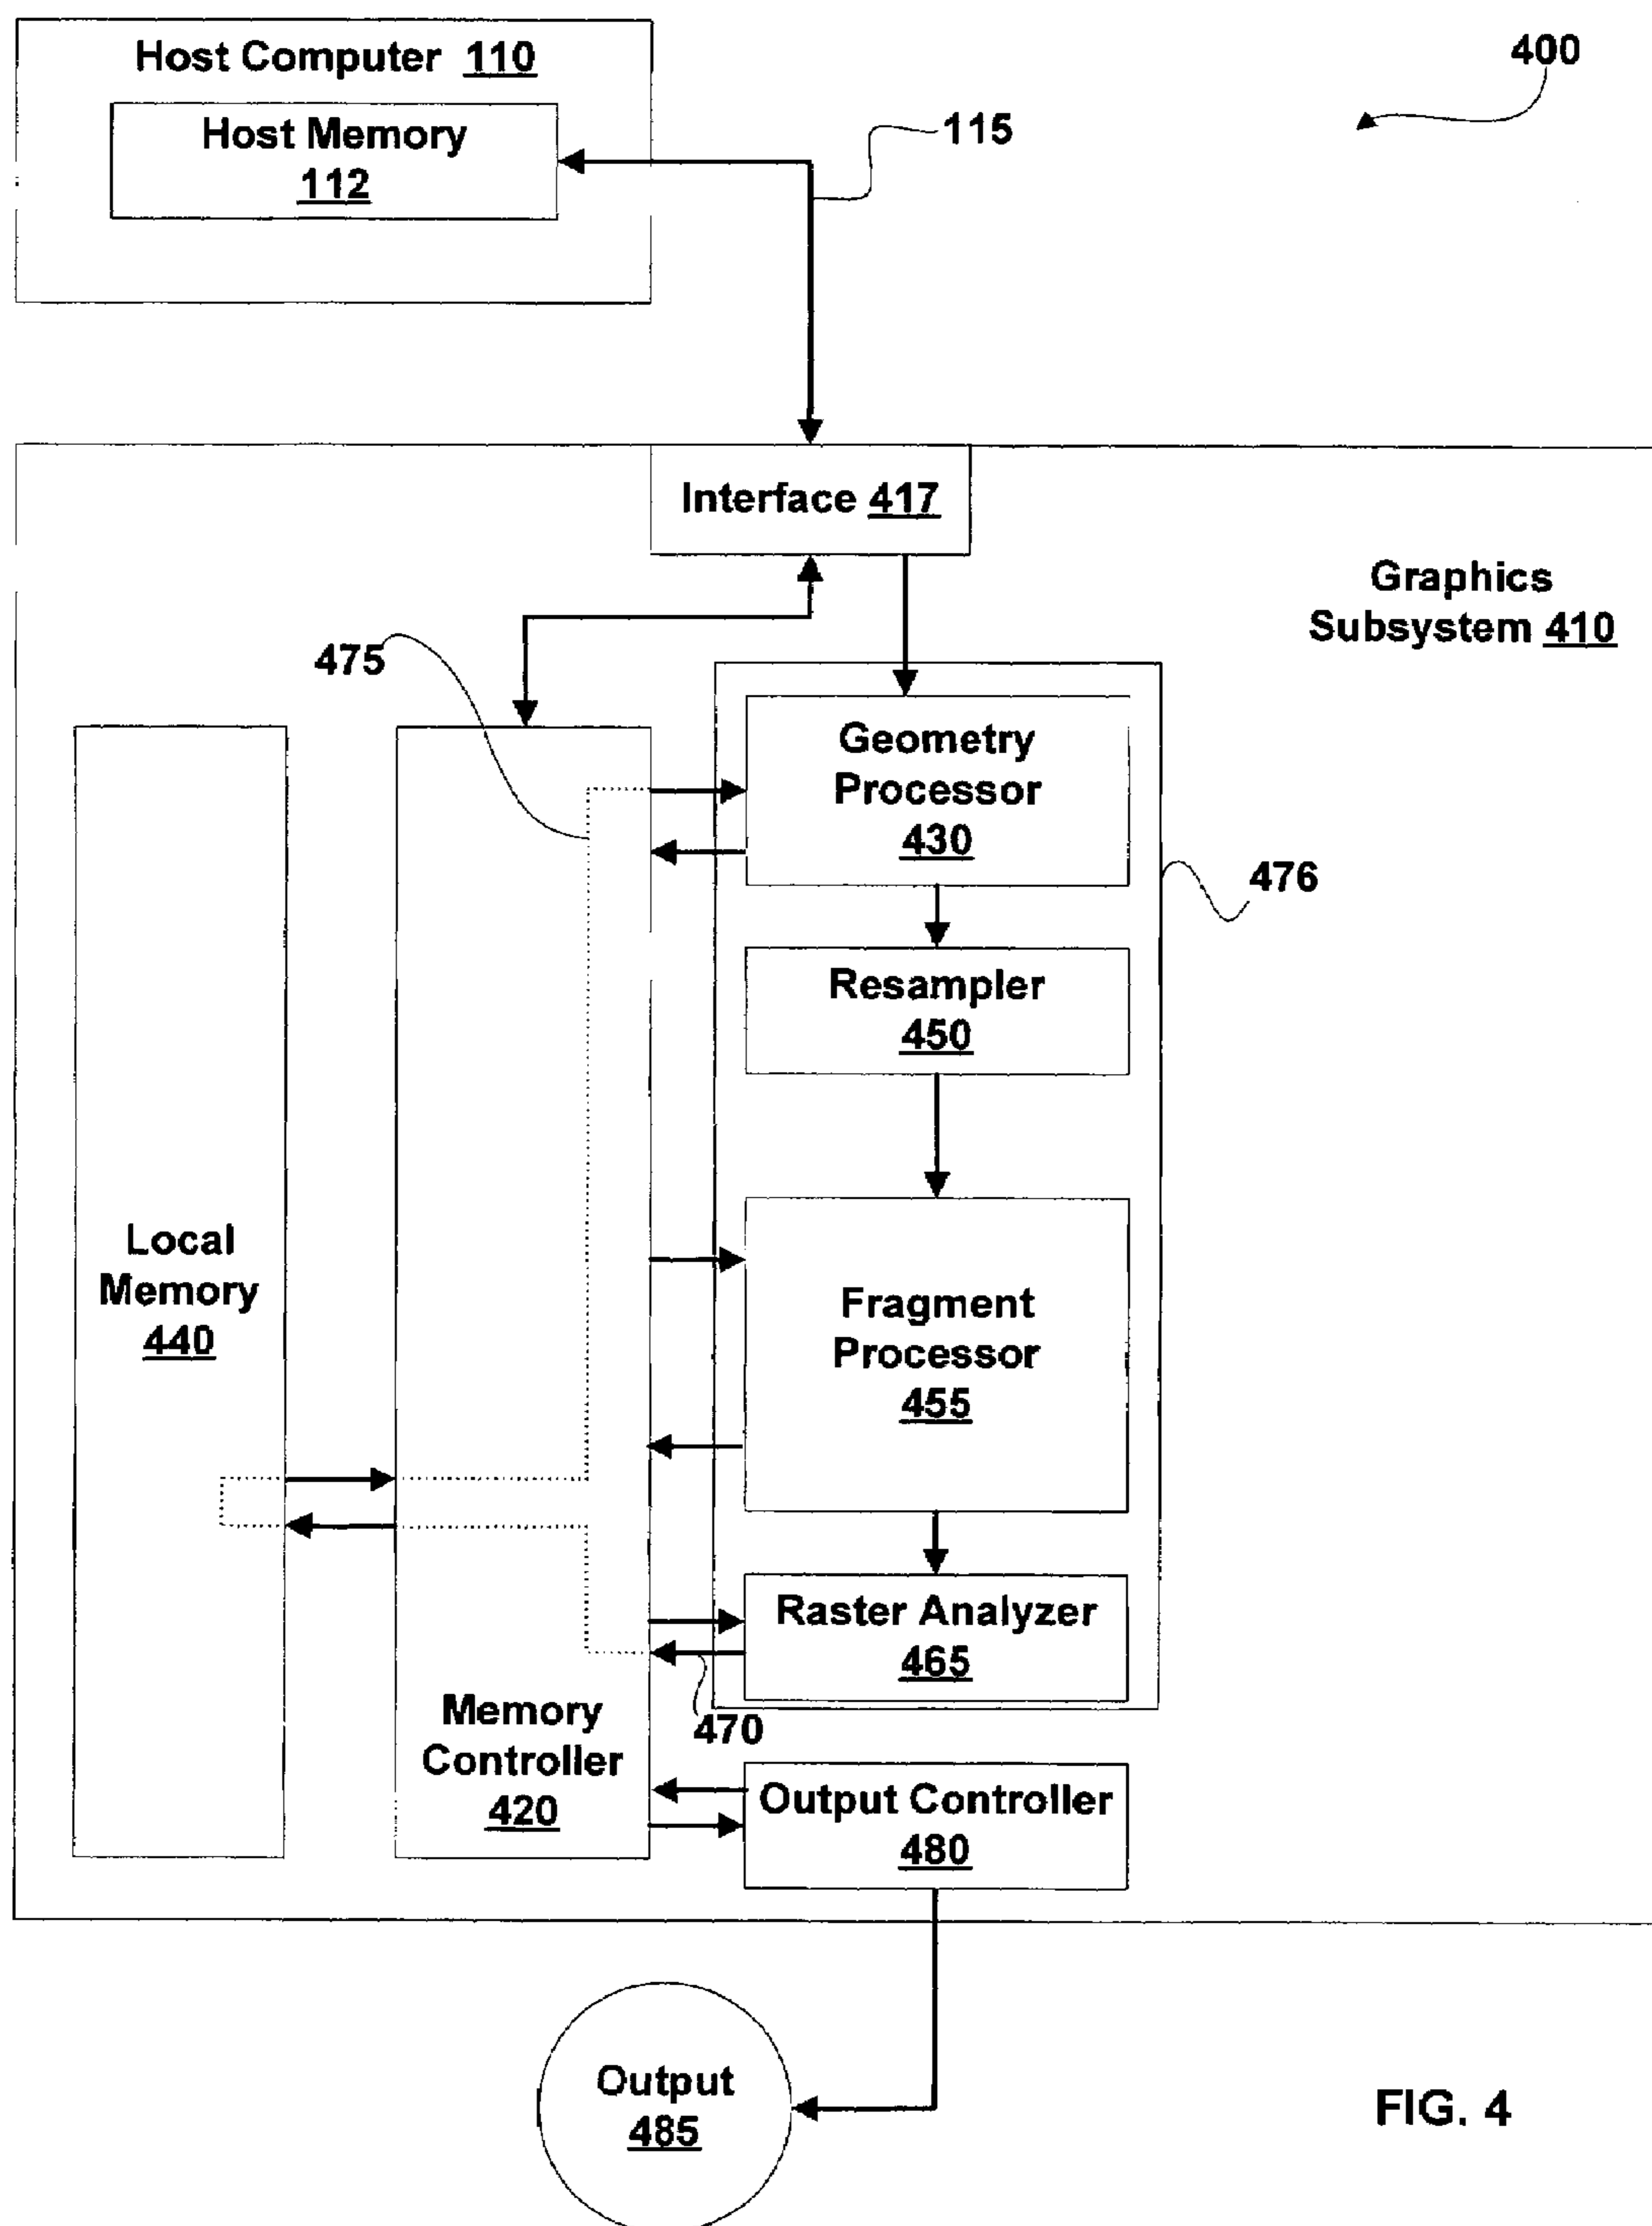 Host Computer 110
400
Host Memory
112
115
Interface 417
Graphics
Subsystem 410
475
Geometry
Processor
430
476
Resampler
450
Local
Memory
440
Fragment
Processor
455
Raster Analyzer
465
470
Memory
Controller
420
Output Controller
480
Output
485
FIG. 4